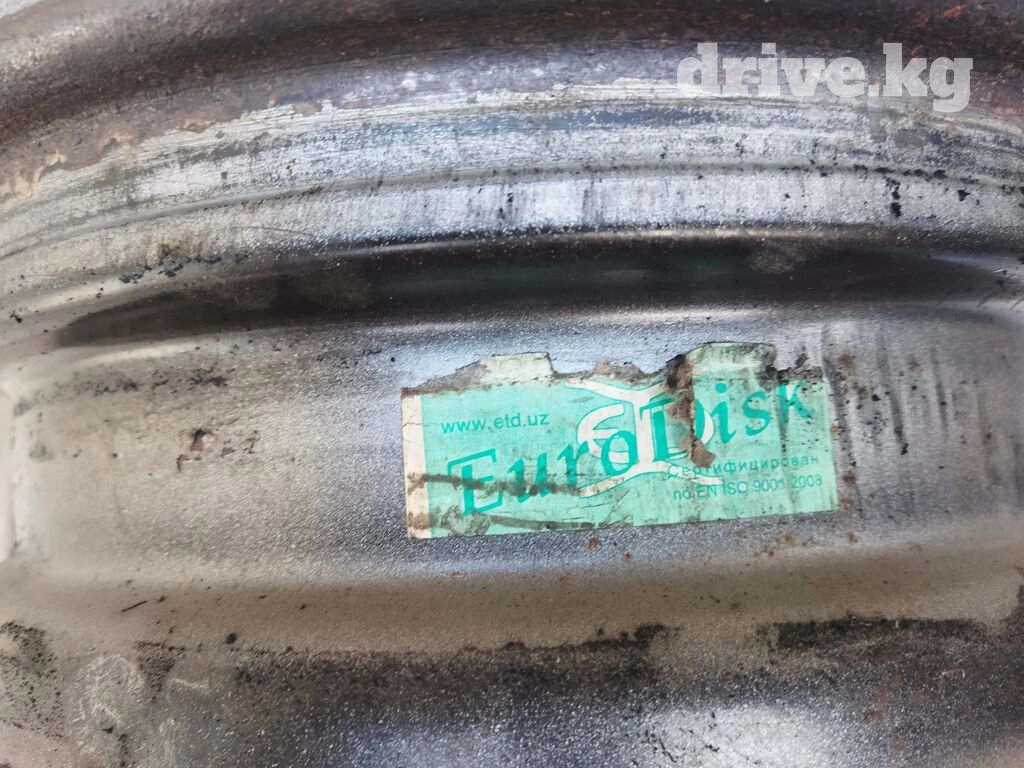 drive.kg
www.etd.uz
EuroDisk
Сертифицирован
по EN ISO 9001:2008